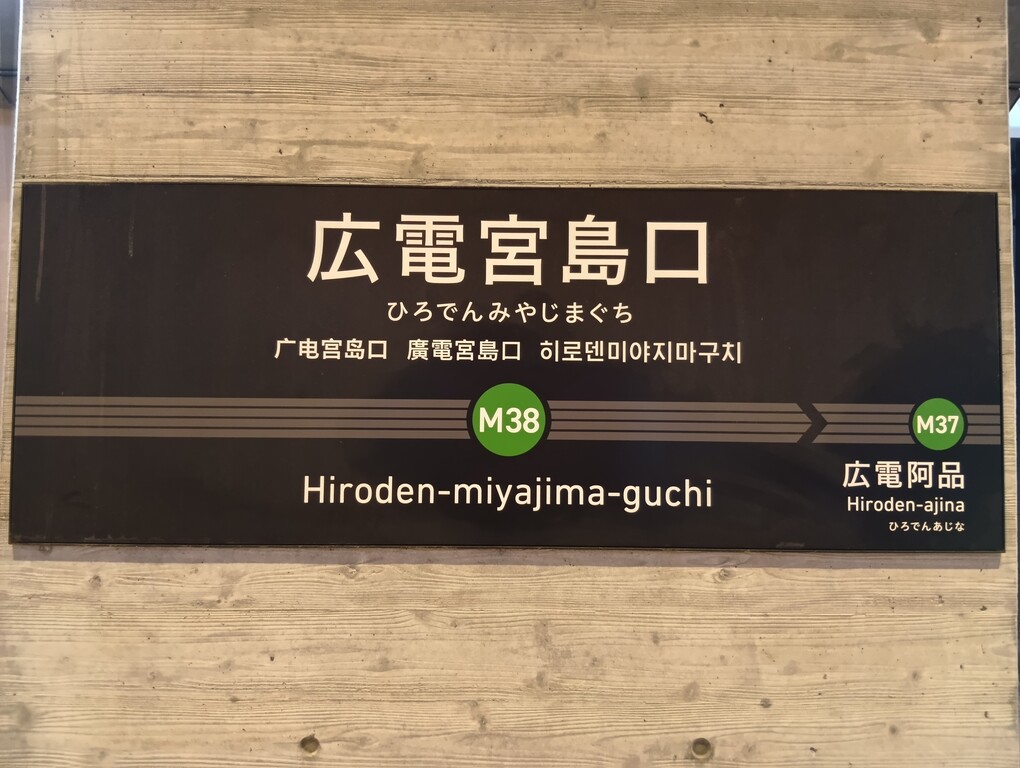 広電宮島口
ひろでんみやじまぐち
广电宫岛口 廣電宮島口 히로덴미야지마구치
M38
Hiroden-miyajima-guchi
M37
広電阿品
Hiroden-ajina
ひろでんあじな